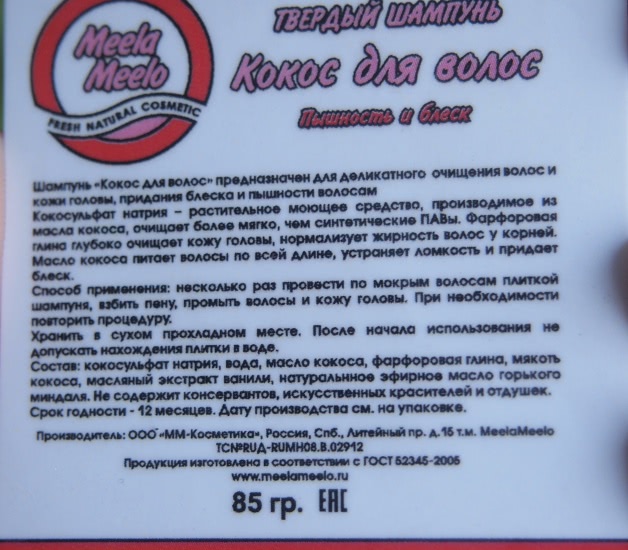 ТВЕРДЫЙ ШАМПУНЬ
Meela
Meelo
FRESH NATURAL COSMETIC
Кокос для волос
Пышность и блеск
Шампунь «Кокос для волос» предназначен для деликатного очищения волос и
кожи головы, придания блеска и пышности волосам
Кокосульфат натрия – растительное моющее средство, производимое из
масла кокоса, очищает более мягко, чем синтетические ПАВы. Фарфоровая
глина глубоко очищает кожу головы, нормализует жирность волос у корней.
Масло кокоса питает волосы по всей длине, устраняет ломкость и придает
блеск.
Способ применения: несколько раз провести по мокрым волосам плиткой
шампуня, взбить пену, промыть волосы и кожу головы. При необходимости
повторить процедуру.
Хранить в сухом прохладном месте. После начала использования не
допускать нахождения плитки в воде.
Состав: кокосульфат натрия, вода, масло кокоса, фарфоровая глина, мякоть
кокоса, масляный экстракт ванили, натуральнное эфирное масло горького
миндаля. Не содержит консервантов, искусственных красителей и отдушек.
Срок годности - 12 месяцев. Дату производства см. на упаковке.
Производитель: ООО «ММ-Косметика», Россия, Спб., Литейный пр. д.15 т.м. MeelaMeelo
ТС№RUД-RUМН08.В.02912
Продукция изготовлена в соответствии с ГОСТ 52345-2005
www.meelameelo.ru
85 гр. ЕАС